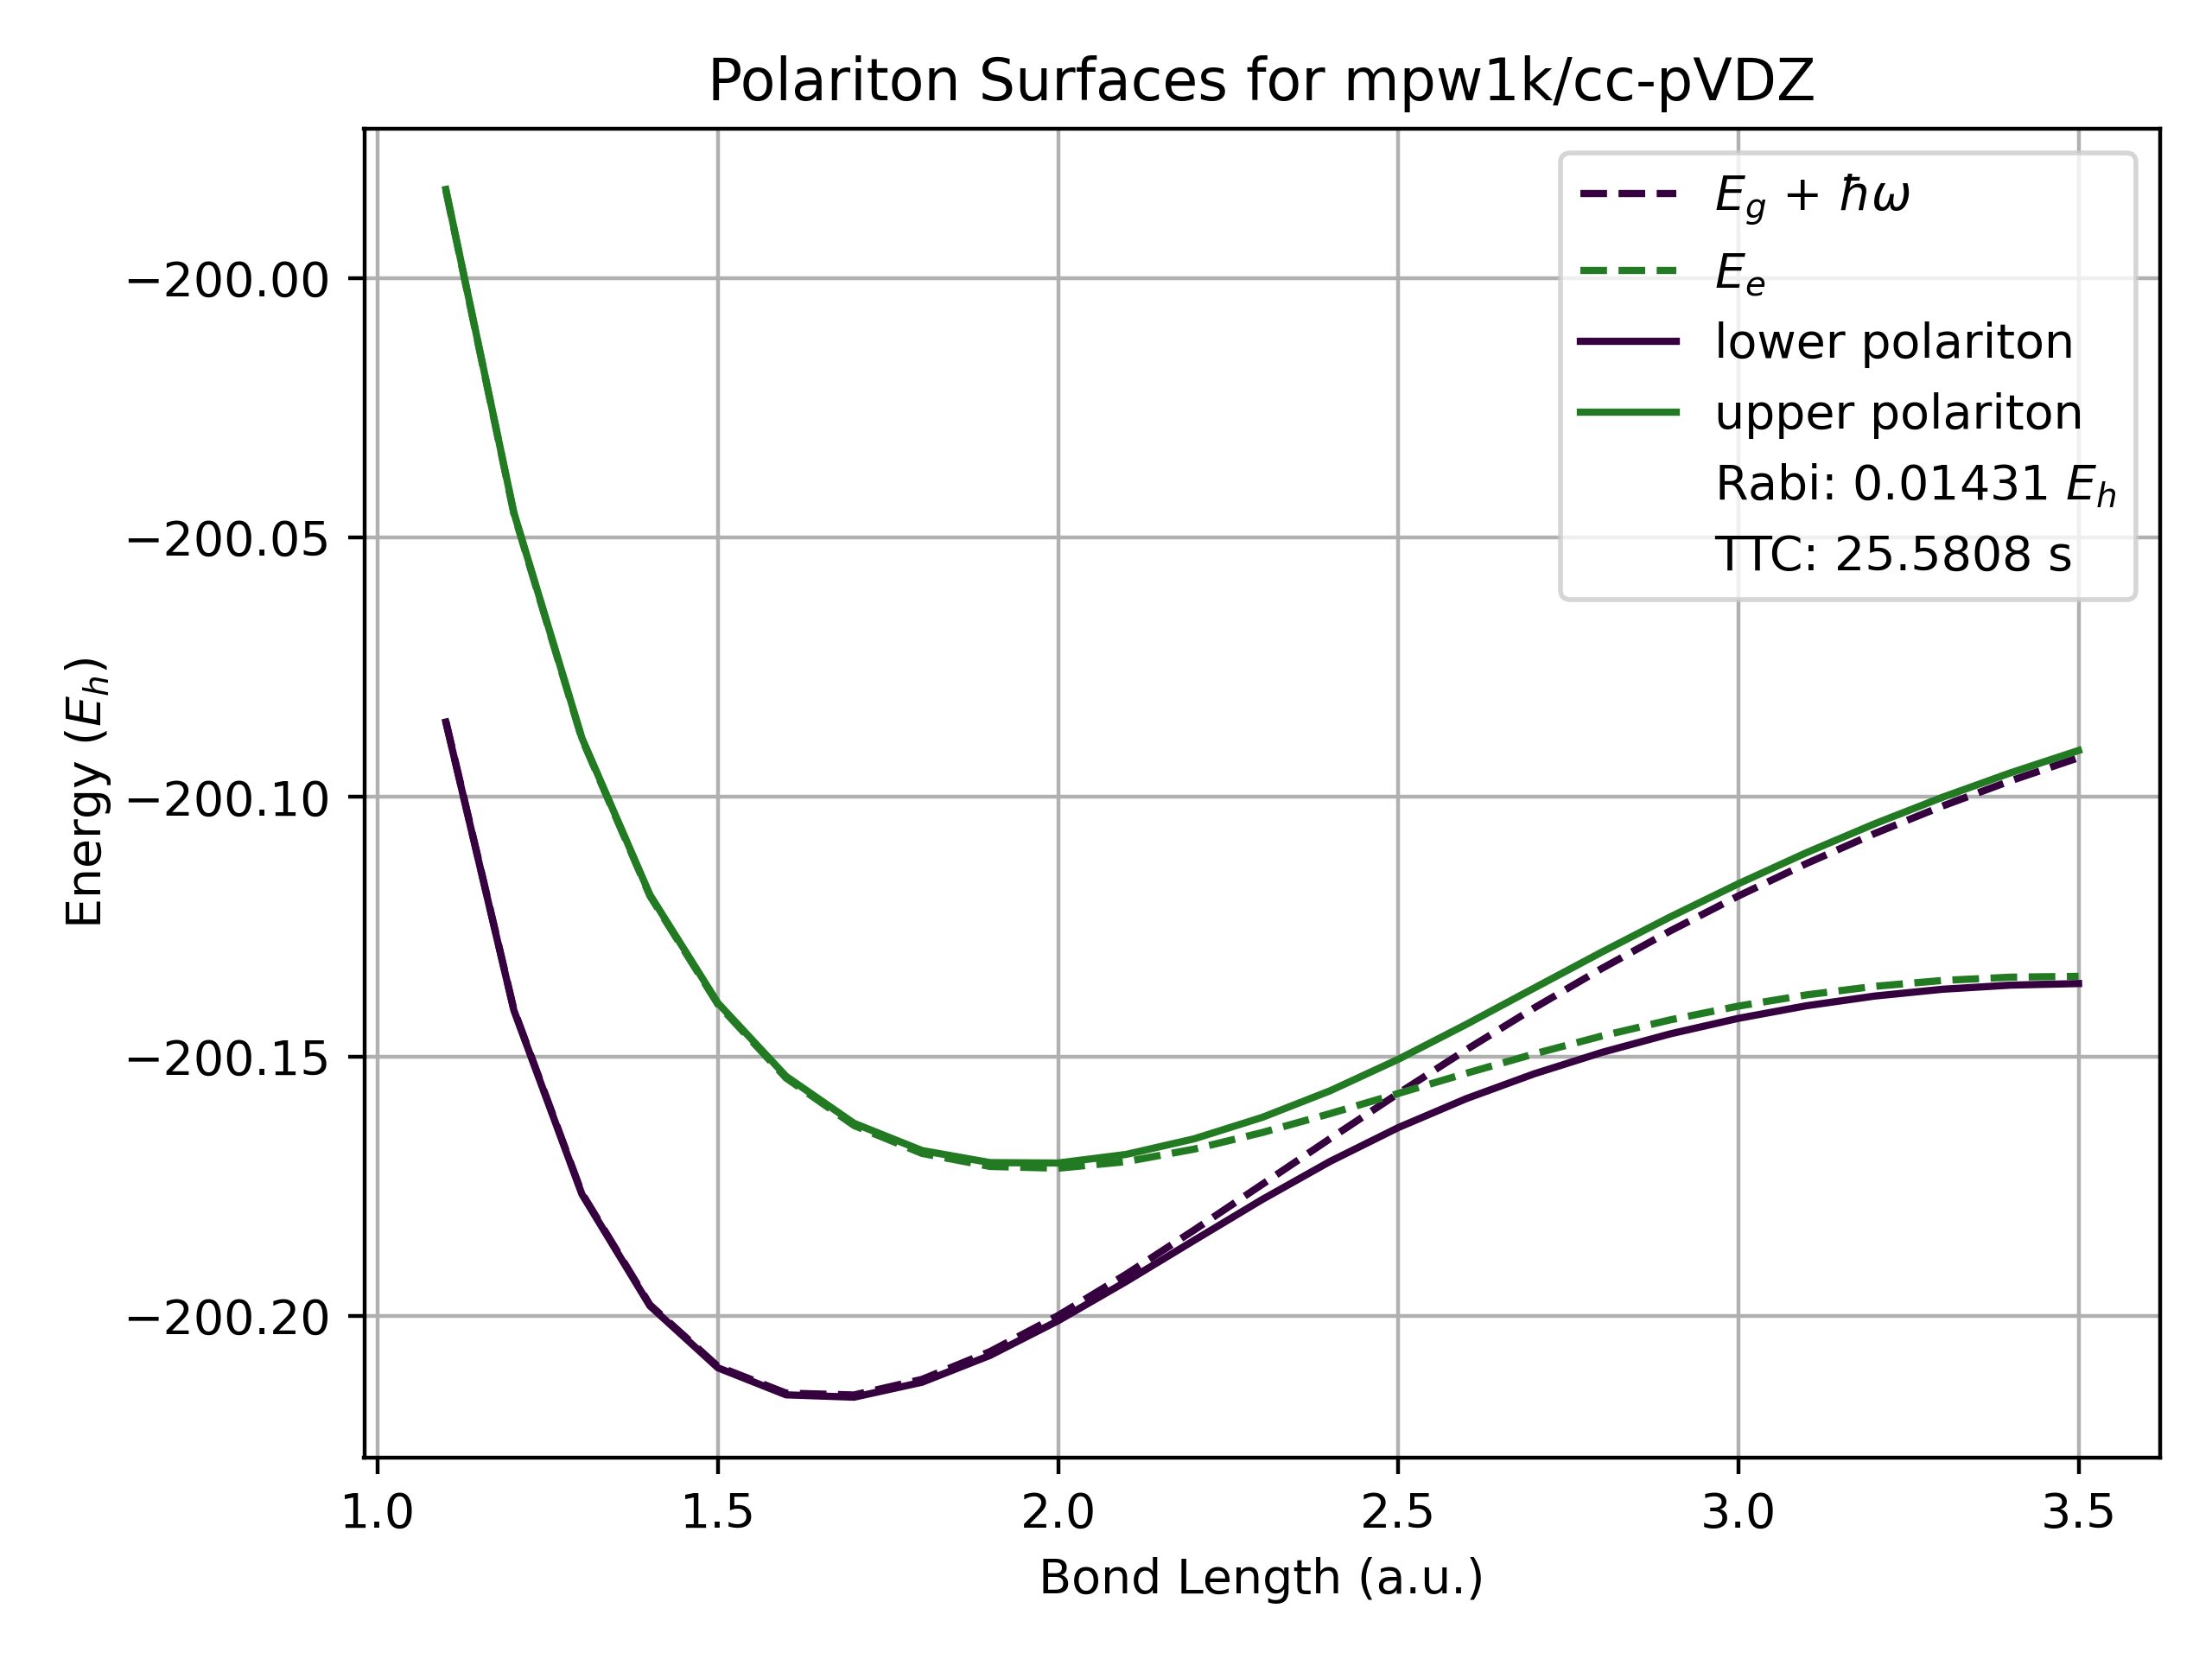 Polariton Surfaces for mpw1k/cc-pVDZ
E_g + ħω
E_e
lower polariton
upper polariton
Rabi: 0.01431 E_h
TTC: 25.5808 s
Energy (E_h)
−200.00
−200.05
−200.10
−200.15
−200.20
1.0 1.5 2.0 2.5 3.0 3.5
Bond Length (a.u.)